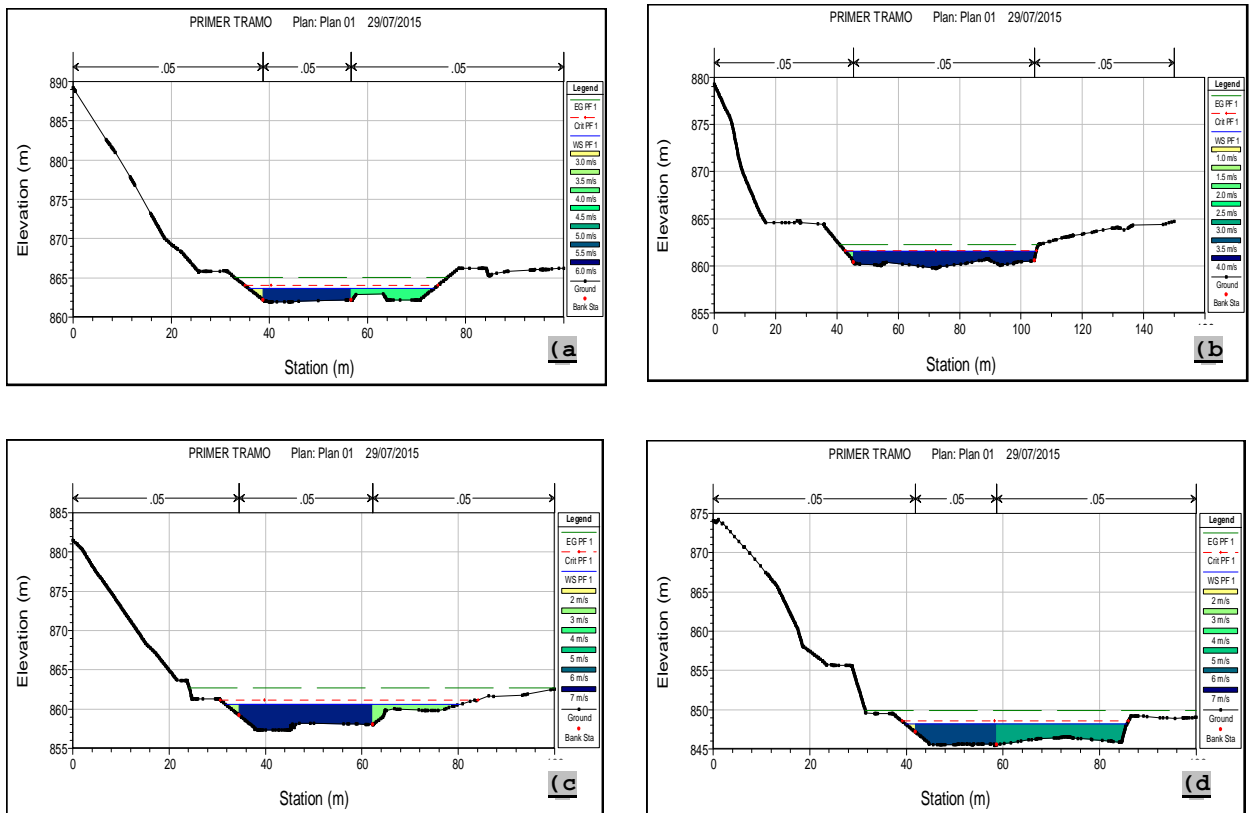 PRIMER TRAMO Plan: Plan 01 29/07/2015
.05 .05 .05
890
885
880
875
870
865
860
Elevation (m)
0 20 40 60 80
Station (m)
Legend
EG PF 1
Crit PF 1
WS PF 1
3.0 m/s
3.5 m/s
4.0 m/s
4.5 m/s
5.0 m/s
5.5 m/s
6.0 m/s
Ground
Bank Sta
(a
PRIMER TRAMO Plan: Plan 01 29/07/2015
.05 .05 .05
880
875
870
865
860
855
Elevation (m)
0 20 40 60 80 100 120 140
Station (m)
Legend
EG PF 1
Crit PF 1
WS PF 1
1.0 m/s
1.5 m/s
2.0 m/s
2.5 m/s
3.0 m/s
3.5 m/s
4.0 m/s
Ground
Bank Sta
(b
PRIMER TRAMO Plan: Plan 01 29/07/2015
.05 .05 .05
885
880
875
870
865
860
855
Elevation (m)
0 20 40 60 80
Station (m)
Legend
EG PF 1
Crit PF 1
WS PF 1
2 m/s
3 m/s
4 m/s
5 m/s
6 m/s
7 m/s
Ground
Bank Sta
(c
PRIMER TRAMO Plan: Plan 01 29/07/2015
.05 .05 .05
875
870
865
860
855
850
845
Elevation (m)
0 20 40 60 80
Station (m)
Legend
EG PF 1
Crit PF 1
WS PF 1
2 m/s
3 m/s
4 m/s
5 m/s
6 m/s
7 m/s
Ground
Bank Sta
(d